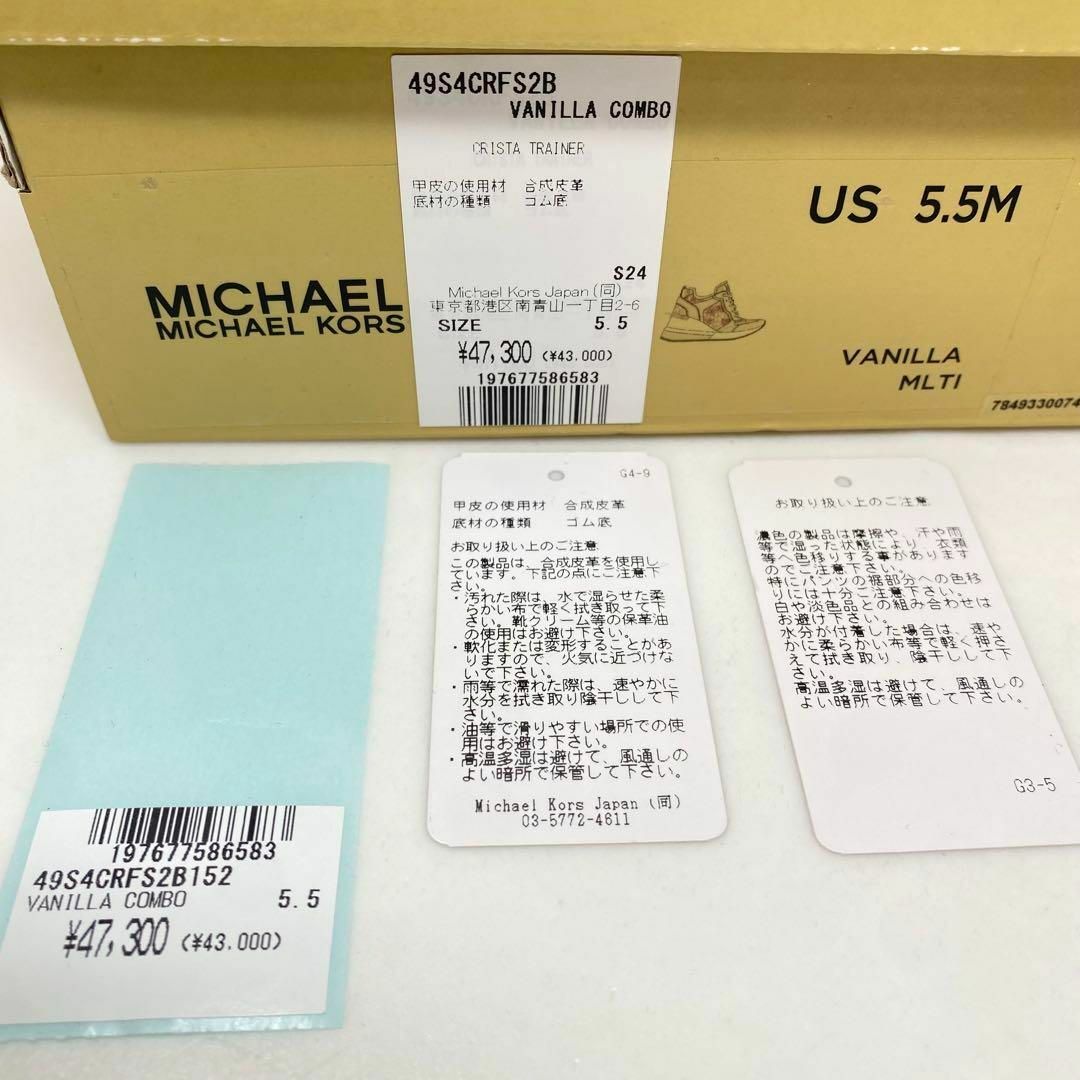 49S4CRFS2B
VANILLA COMBO
CRISTA TRAINER
甲皮の使用材 合成皮革
底材の種類 ゴム底
S24
Michael Kors Japan (同)
東京都港区南青山一丁目2-6
SIZE 5.5
¥47,300 (¥43,000)
197677586583
MICHAEL
MICHAEL KORS
US 5.5M
VANILLA
MLTI
7849330074
197677586583
49S4CRFS2B152
VANILLA COMBO 5.5
¥47,300 (¥43,000)
G4-9
甲皮の使用材 合成皮革
底材の種類 ゴム底
お取り扱い上のご注意
この製品は、合成皮革を使用し
ています。下記の点にご注意下
さい。
・汚れた際は、水で湿らせた柔
らかい布で軽く拭き取って下
さい。靴クリーム等の保革油
の使用はお避け下さい。
・軟化または変形することがあ
りますので、火気に近づけな
いで下さい。
・雨等で濡れた際は、速やかに
水分を拭き取り陰干しして下
さい。
・油等で滑りやすい場所での使
用はお避け下さい。
・高温多湿は避けて、風通しの
よい暗所で保管して下さい。
Michael Kors Japan (同)
03-5772-4611
お取り扱い上のご注意
濃色の製品は摩擦や、汗や雨
等で湿った状態により、衣類
等へ色移りする事があります
のでご注意下さい。
特にパンツの裾部分への色移
りには十分ご注意下さい。
白や淡色品との組み合わせは
お避け下さい。
水分が付着した場合は、速や
かに柔らかい布等で軽く押さ
えて拭き取り、陰干しして下
さい。
高温多湿は避けて、風通しの
よい暗所で保管して下さい。
G3-5